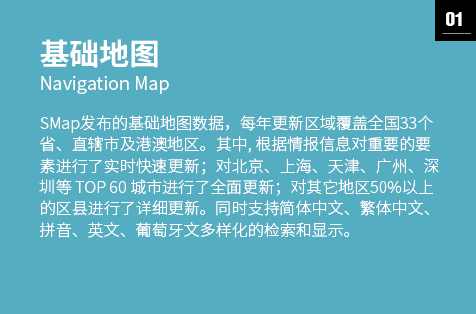 01
基础地图
Navigation Map
SMap发布的基础地图数据，每年更新区域覆盖全国33个
省、直辖市及港澳地区。其中, 根据情报信息对重要的要
素进行了实时快速更新；对北京、上海、天津、广州、深
圳等 TOP 60 城市进行了全面更新；对其它地区50%以上
的区县进行了详细更新。同时支持简体中文、繁体中文、
拼音、英文、葡萄牙文多样化的检索和显示。